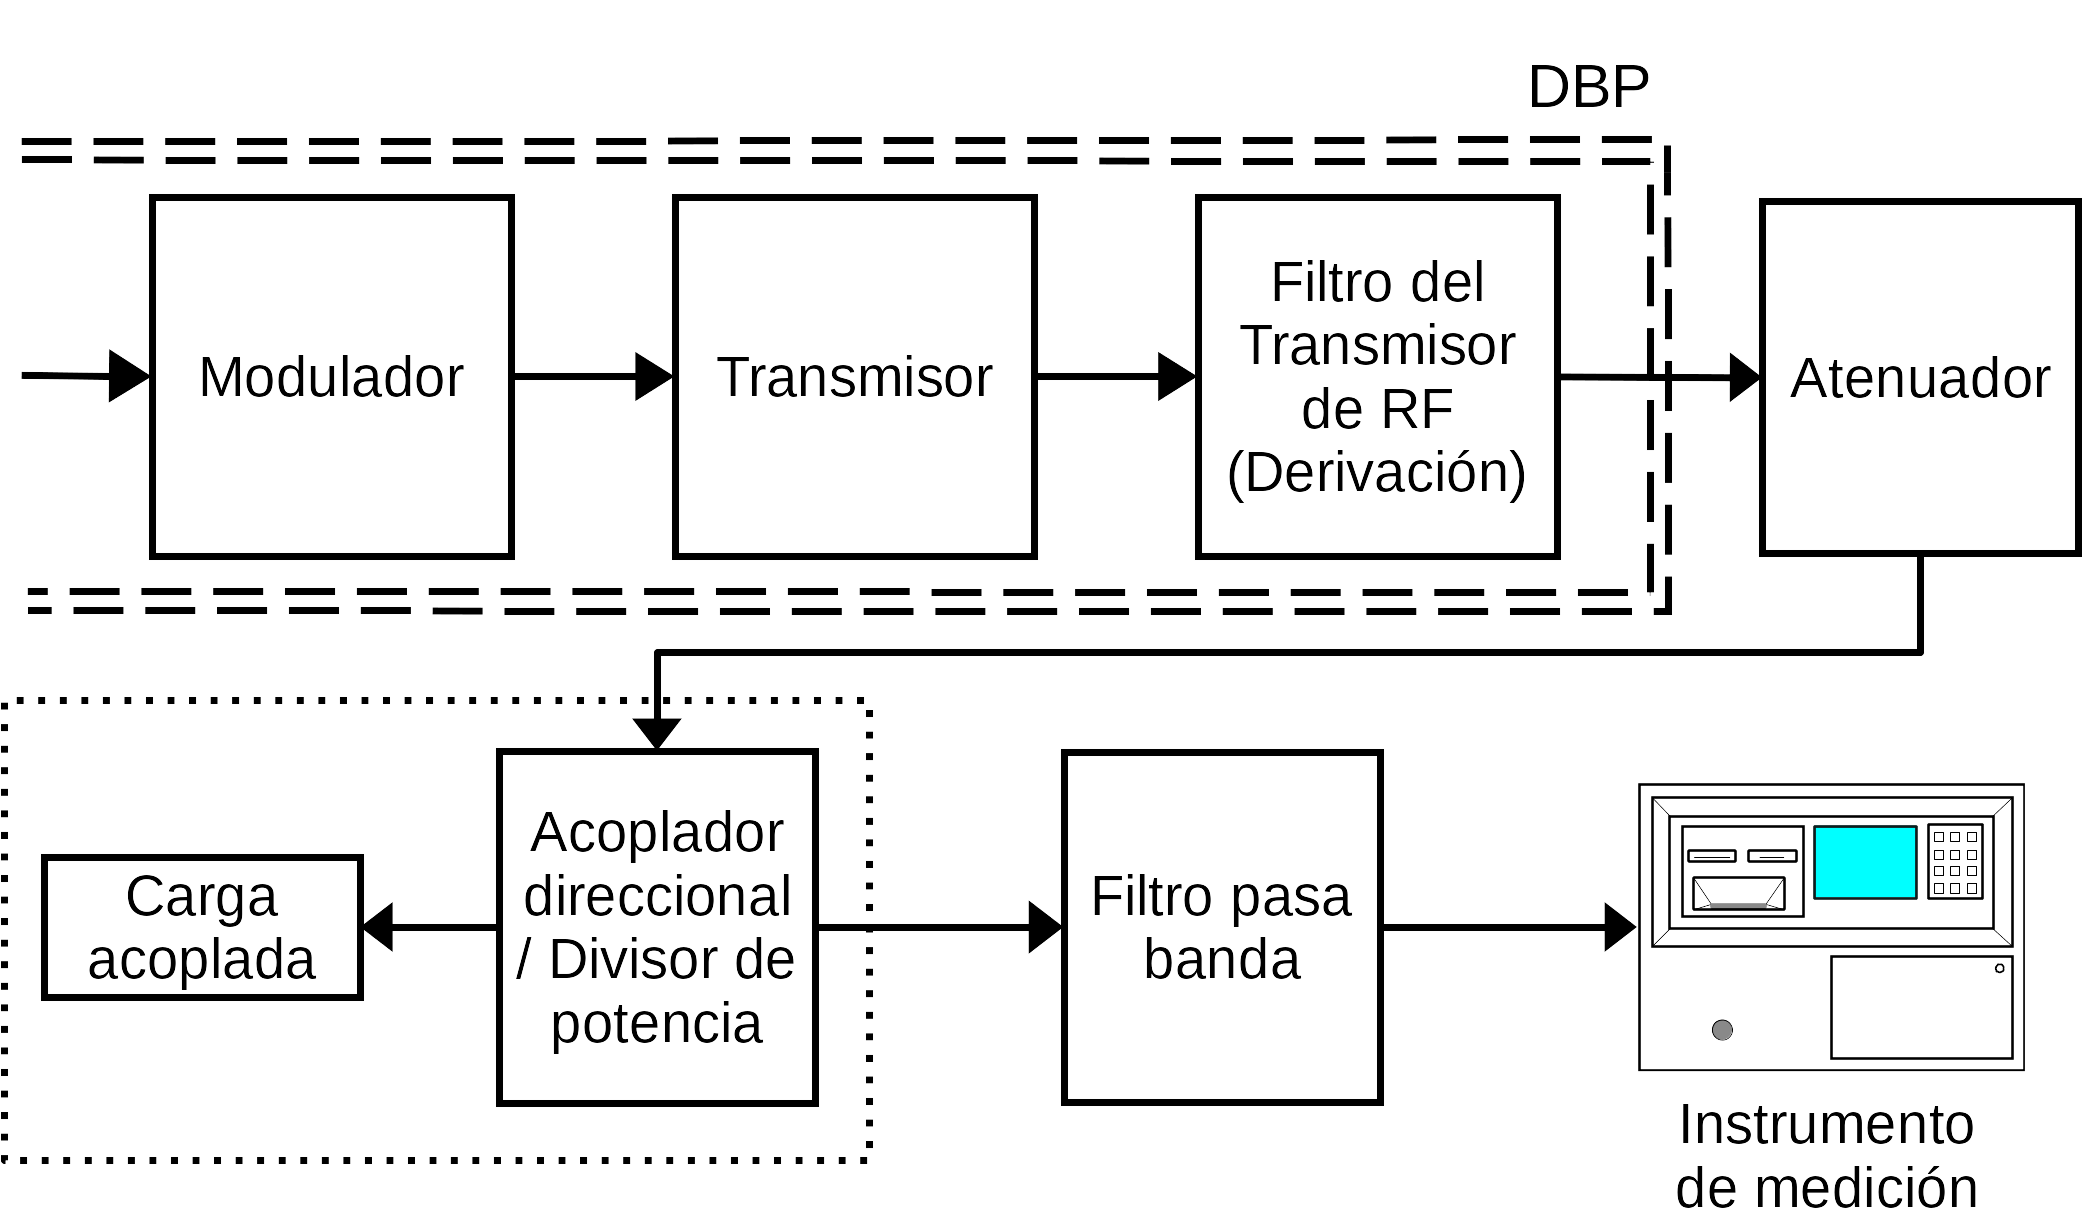 DBP
Modulador
Transmisor
Filtro del
Transmisor
de RF
(Derivación)
Atenuador
Carga
acoplada
Acoplador
direccional
/ Divisor de
potencia
Filtro pasa
banda
Instrumento
de medición